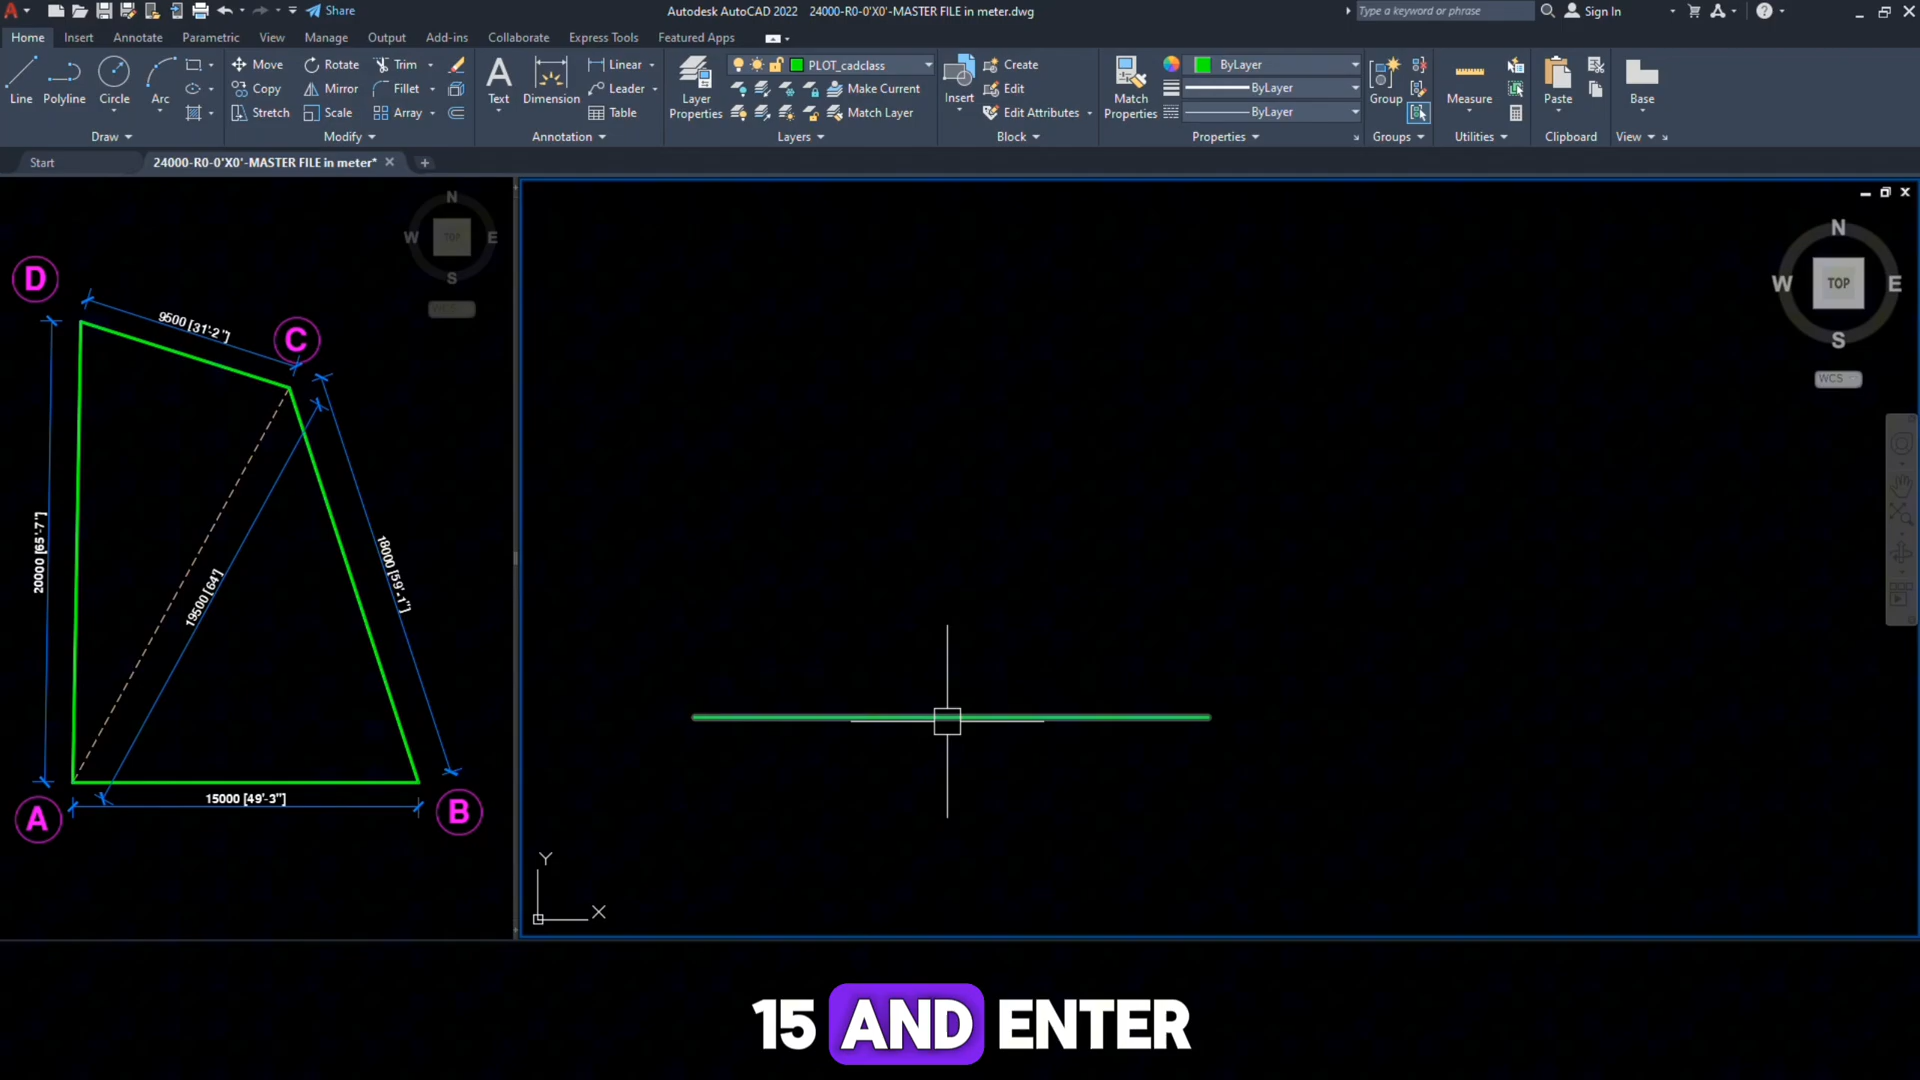 Share
Autodesk AutoCAD 2022 24000-R0-0'X0'-MASTER FILE in meter.dwg
Type a keyword or phrase
Sign In
Home Insert Annotate Parametric View Manage Output Add-ins Collaborate Express Tools Featured Apps
Line Polyline Circle Arc
Draw
Move Rotate Trim
Copy Mirror Fillet
Stretch Scale Array
Modify
Text Dimension
Linear
Leader
Table
Annotation
Layer Properties
PLOT_cadclass
Make Current
Match Layer
Layers
Insert
Create
Edit
Edit Attributes
Block
Match Properties
ByLayer
ByLayer
ByLayer
Properties
Group
Groups
Measure
Utilities
Paste
Clipboard
Base
View
Start 24000-R0-0'X0'-MASTER FILE in meter*
N
W TOP E
S
WCS
D
9500 [31'-2"]
C
20000 [65'-7"]
19500 [64']
18000 [59'-1"]
15000 [49'-3"]
A
B
N
W TOP E
S
WCS
Y
X
15 AND ENTER